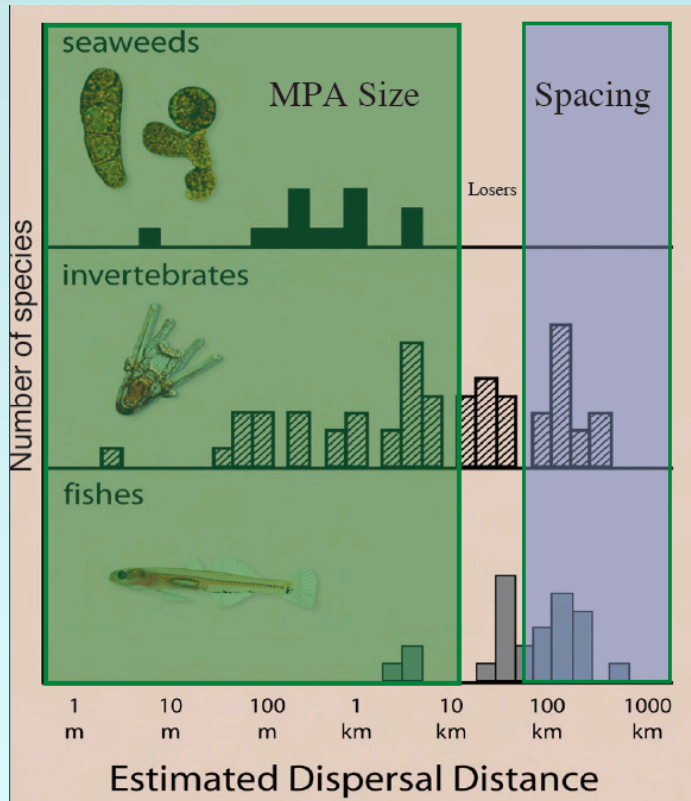 seaweeds
MPA Size
Spacing
Losers
invertebrates
fishes
Number of species
1 10 100 1 10 100 1000
m m m km km km km
Estimated Dispersal Distance